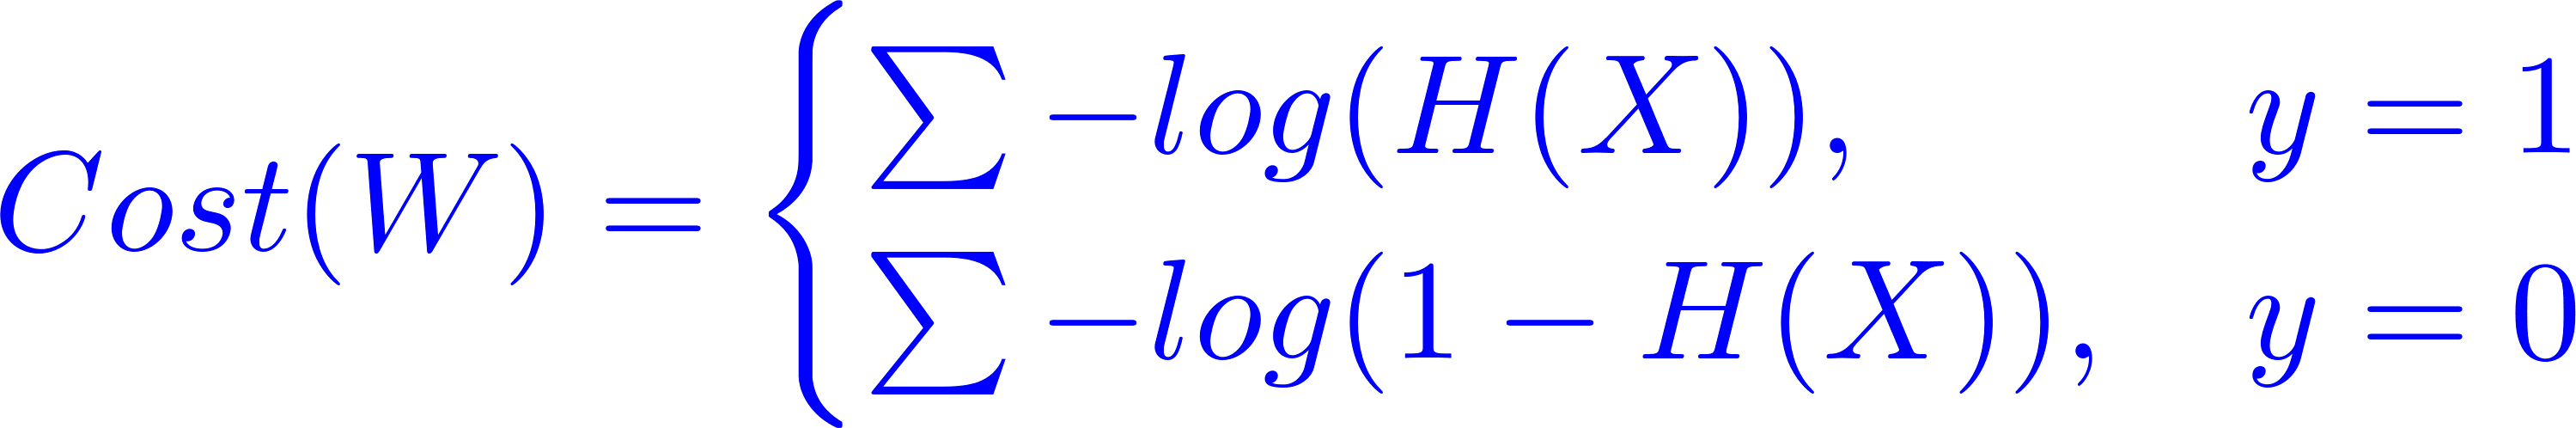 Cost(W) = { ∑ −log(H(X)), y = 1
∑ −log(1 − H(X)), y = 0